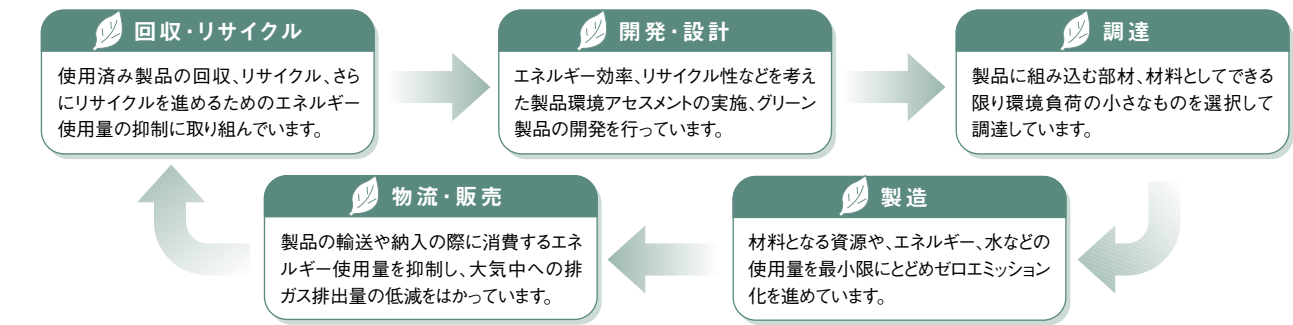 回収・リサイクル
使用済み製品の回収、リサイクル、さら
にリサイクルを進めるためのエネルギー
使用量の抑制に取り組んでいます。
開発・設計
エネルギー効率、リサイクル性などを考え
た製品環境アセスメントの実施、グリーン
製品の開発を行っています。
調達
製品に組み込む部材、材料としてできる
限り環境負荷の小さなものを選択して
調達しています。
製造
材料となる資源や、エネルギー、水などの
使用量を最小限にとどめゼロエミッション
化を進めています。
物流・販売
製品の輸送や納入の際に消費するエネ
ルギー使用量を抑制し、大気中への排
ガス排出量の低減をはかっています。